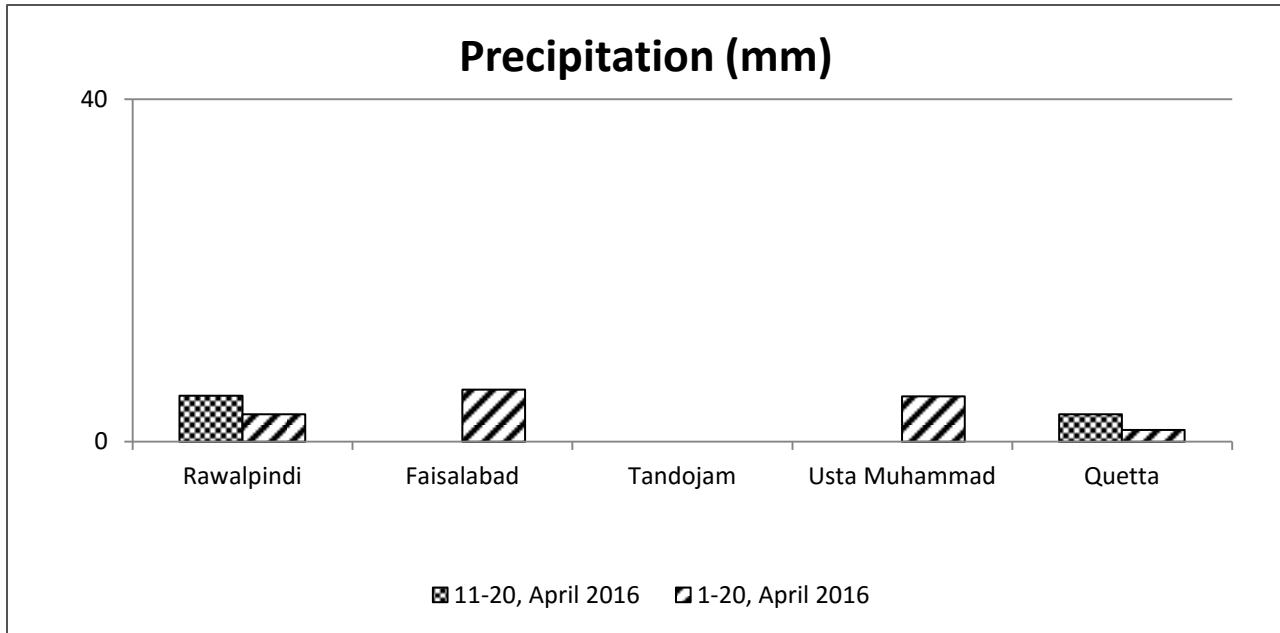 Precipitation (mm)
40
0
Rawalpindi Faisalabad Tandojam Usta Muhammad Quetta
11-20, April 2016 1-20, April 2016